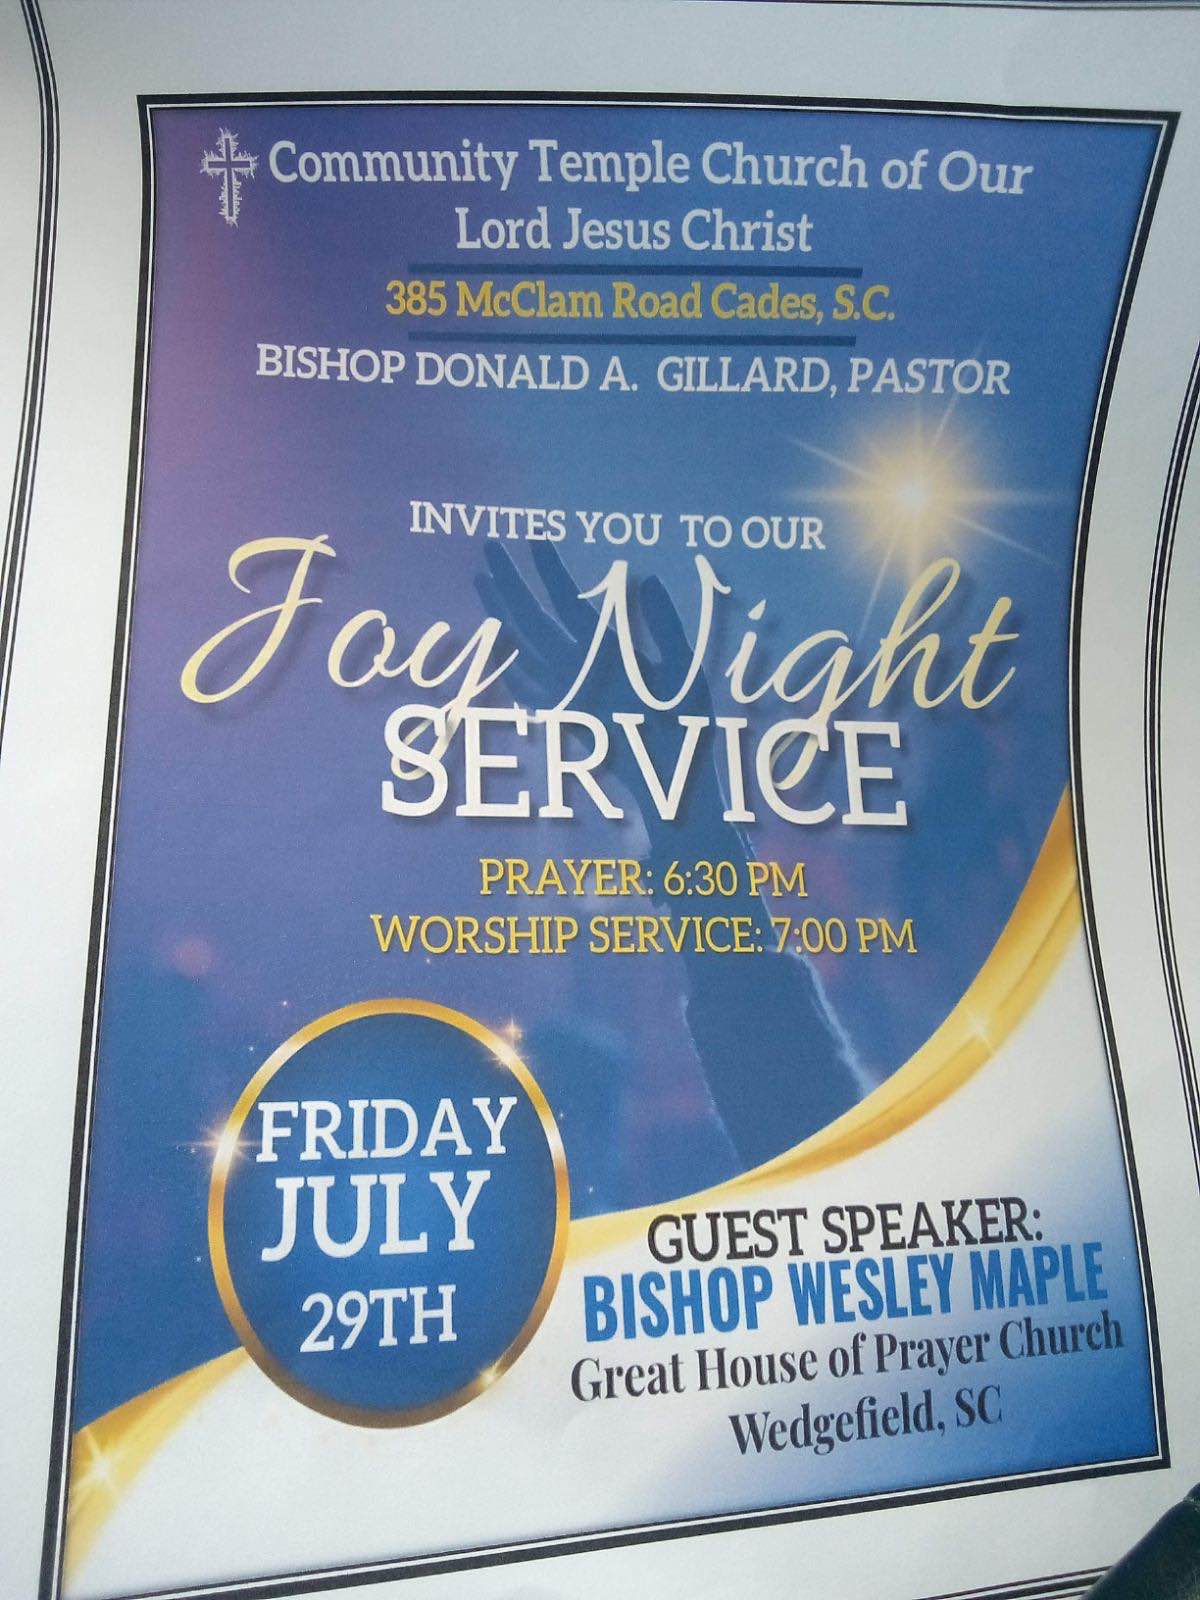 Community Temple Church of Our
Lord Jesus Christ
385 McClam Road Cades, S.C.
BISHOP DONALD A. GILLARD, PASTOR
INVITES YOU TO OUR
Joy Night
SERVICE
PRAYER: 6:30 PM
WORSHIP SERVICE: 7:00 PM
FRIDAY
JULY
29TH
GUEST SPEAKER:
BISHOP WESLEY MAPLE
Great House of Prayer Church
Wedgefield, SC